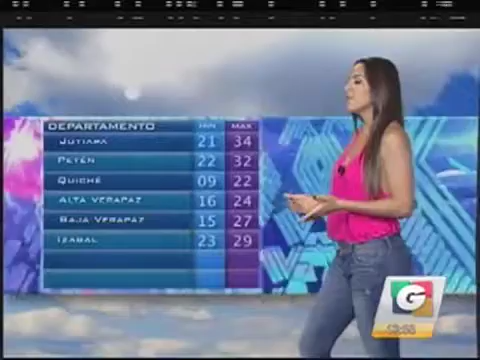 DEPARTAMENTO MIN MAX
JUTIAPA 21 34
PETÉN 22 32
QUICHÉ 09 22
ALTA VERAPAZ 16 24
BAJA VERAPAZ 15 27
IZABAL 23 29
G